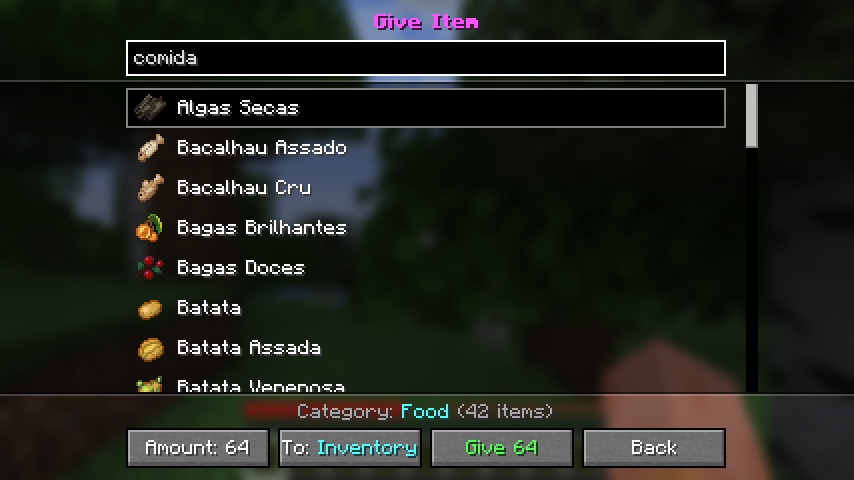 Give Item
comida
Algas Secas
Bacalhau Assado
Bacalhau Cru
Bagas Brilhantes
Bagas Doces
Batata
Batata Assada
Batata Venenosa
Category: Food (42 items)
Amount: 64 To: Inventory Give 64 Back